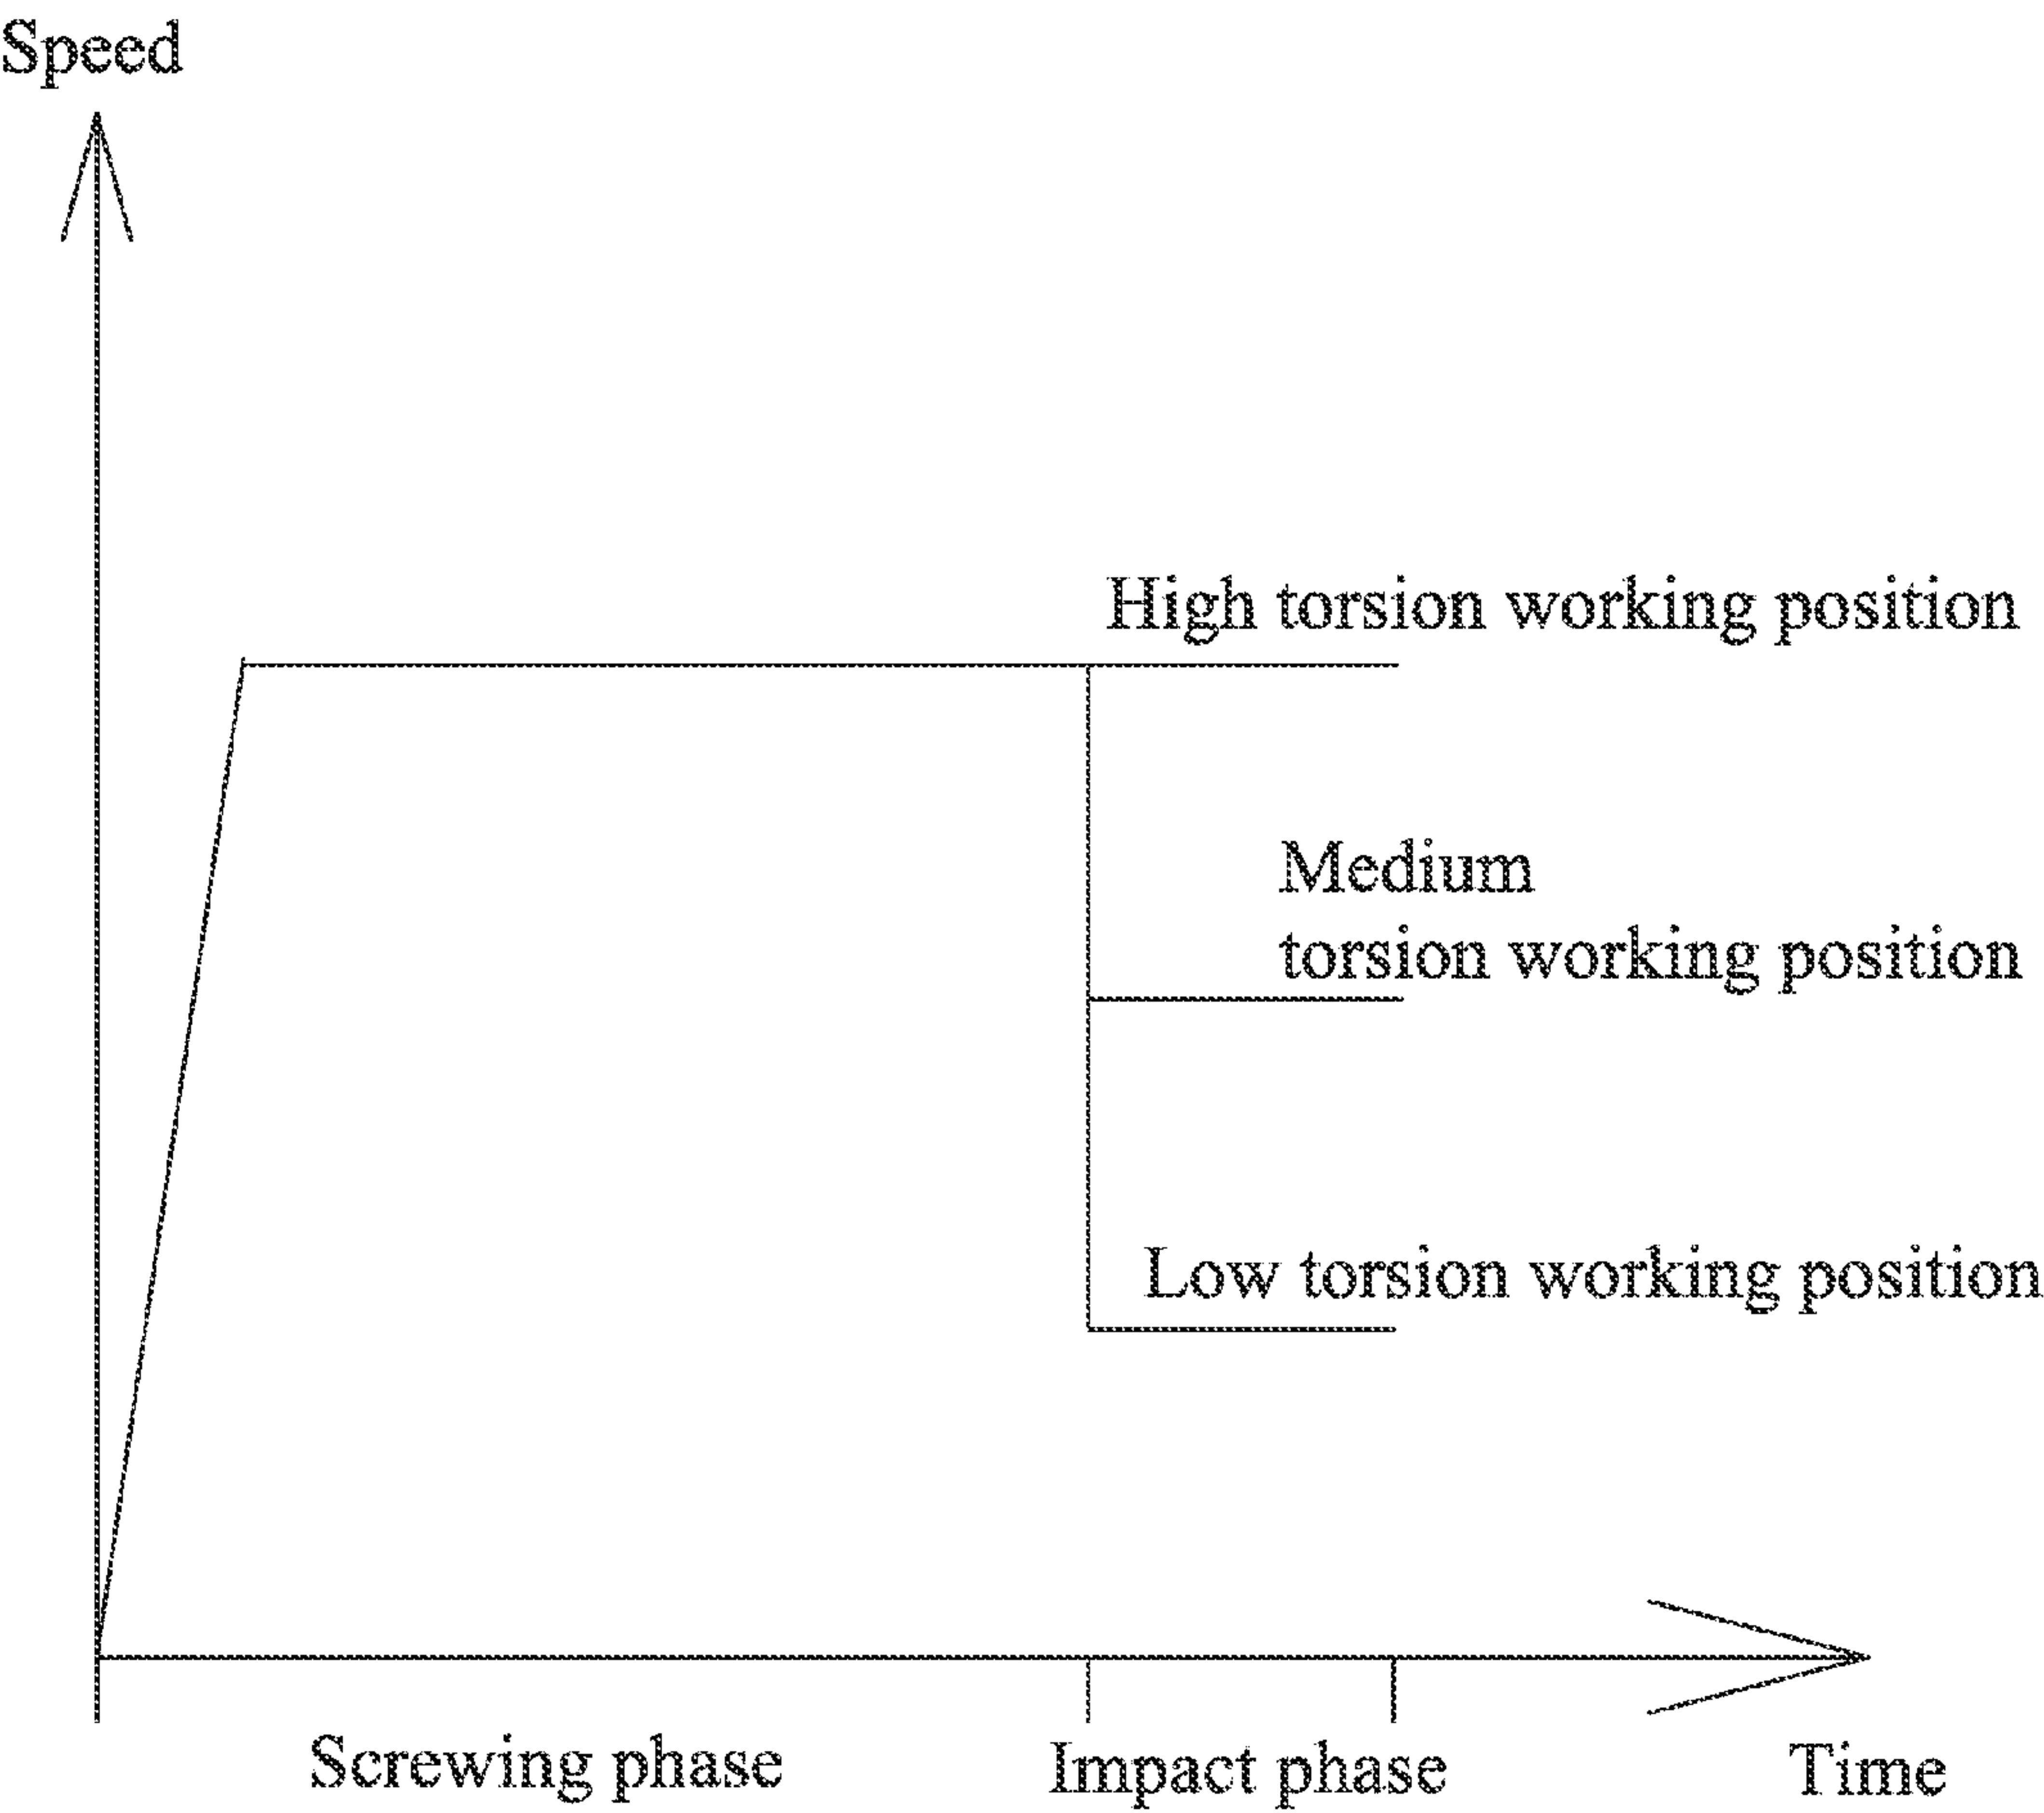 Speed
High torsion working position
Medium
torsion working position
Low torsion working position
Screwing phase
Impact phase
Time